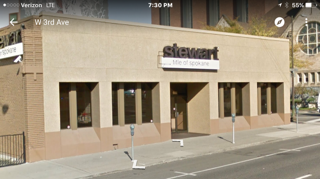 Verizon LTE 7:30 PM 55%
W 3rd Ave
stewart
title of spokane